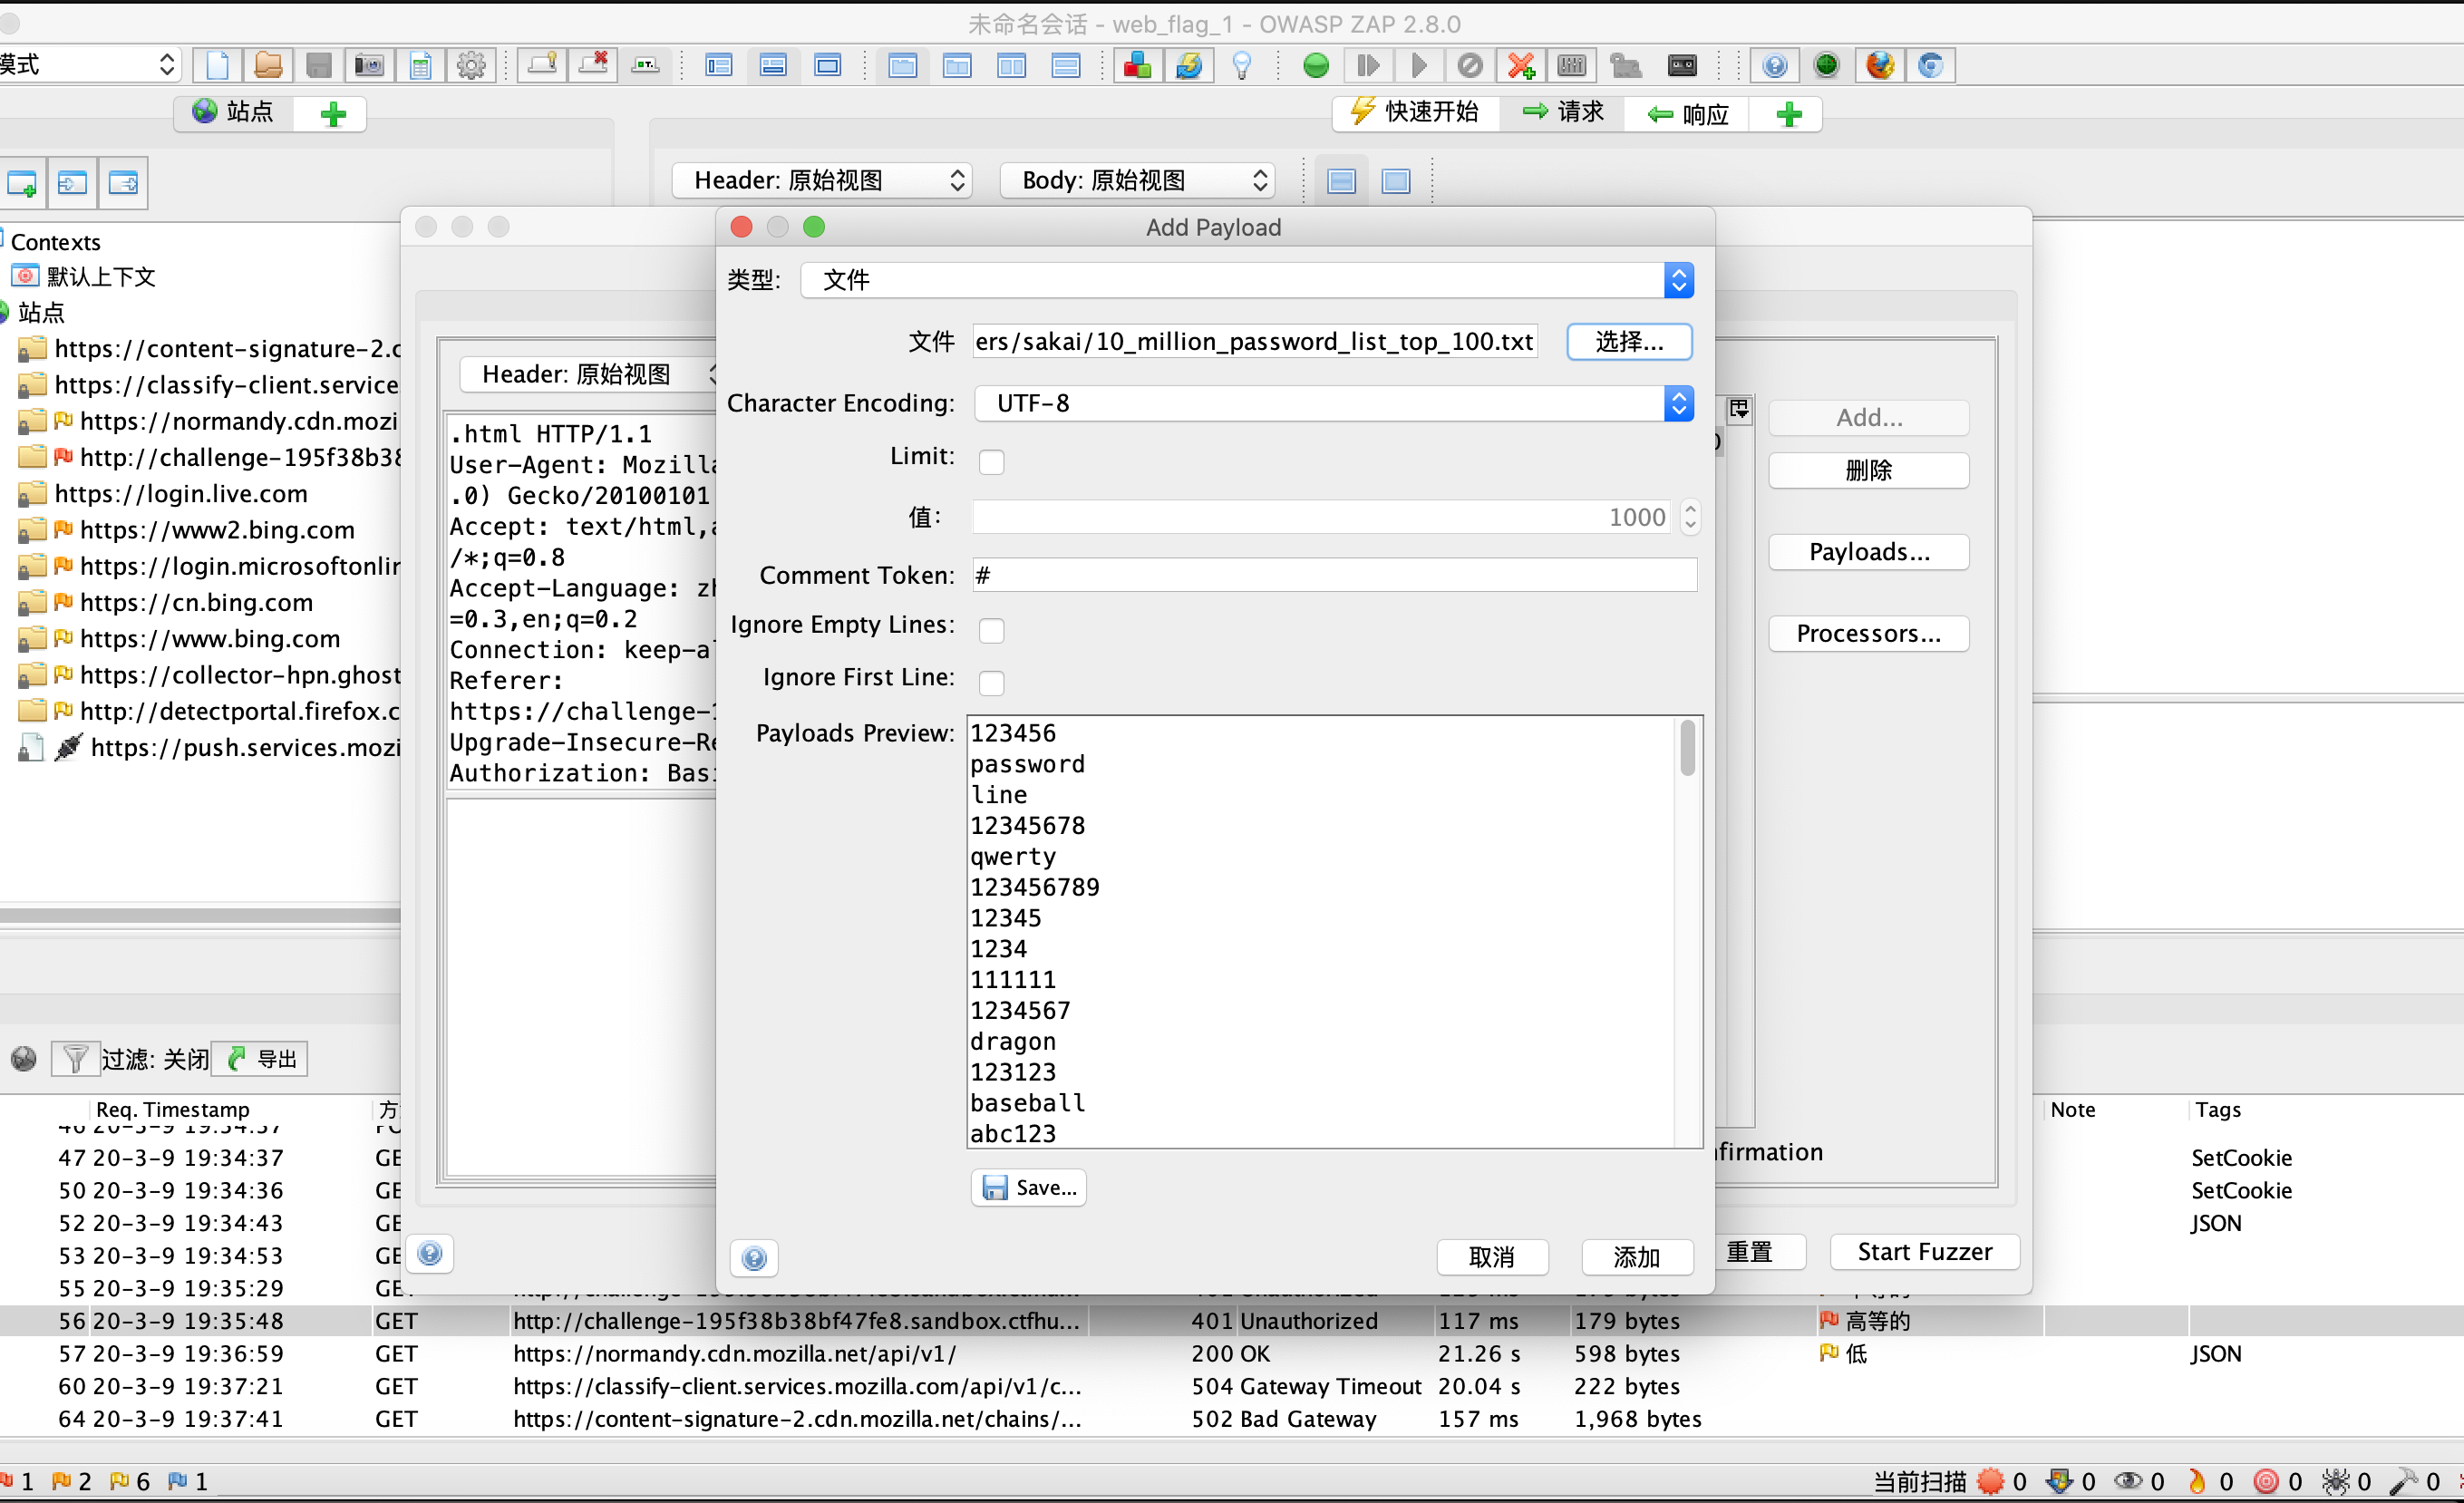 未命名会话 - web_flag_1 - OWASP ZAP 2.8.0
模式
站点
快速开始
请求
响应
Header: 原始视图
Body: 原始视图
Contexts
默认上下文
站点
https://content-signature-2.c
https://classify-client.service
https://normandy.cdn.mozi
http://challenge-195f38b38
https://login.live.com
https://www2.bing.com
https://login.microsoftonlin
https://cn.bing.com
https://www.bing.com
https://collector-hpn.ghost
http://detectportal.firefox.c
https://push.services.mozi
Header: 原始视图
.html HTTP/1.1
User-Agent: Mozilla
.0) Gecko/20100101
Accept: text/html,a
/*;q=0.8
Accept-Language: zh
=0.3,en;q=0.2
Connection: keep-al
Referer:
https://challenge-1
Upgrade-Insecure-Re
Authorization: Basi
Add Payload
类型: 文件
文件 ers/sakai/10_million_password_list_top_100.txt 选择...
Character Encoding: UTF-8
Limit:
值: 1000
Comment Token: #
Ignore Empty Lines:
Ignore First Line:
Payloads Preview:
123456
password
line
12345678
qwerty
123456789
12345
1234
111111
1234567
dragon
123123
baseball
abc123
Save...
取消
添加
Add...
删除
Payloads...
Processors...
firmation
重置
Start Fuzzer
过滤: 关闭
导出
Req. Timestamp 方 Note Tags
47 20-3-9 19:34:37 GE SetCookie
50 20-3-9 19:34:36 GE SetCookie
52 20-3-9 19:34:43 GE JSON
53 20-3-9 19:34:53 GE
55 20-3-9 19:35:29 GE
56 20-3-9 19:35:48 GET http://challenge-195f38b38bf47fe8.sandbox.ctfhu... 401 Unauthorized 117 ms 179 bytes 高等的
57 20-3-9 19:36:59 GET https://normandy.cdn.mozilla.net/api/v1/ 200 OK 21.26 s 598 bytes 低 JSON
60 20-3-9 19:37:21 GET https://classify-client.services.mozilla.com/api/v1/c... 504 Gateway Timeout 20.04 s 222 bytes
64 20-3-9 19:37:41 GET https://content-signature-2.cdn.mozilla.net/chains/... 502 Bad Gateway 157 ms 1,968 bytes
1 2 6 1
当前扫描 0 0 0 0 0 0 0